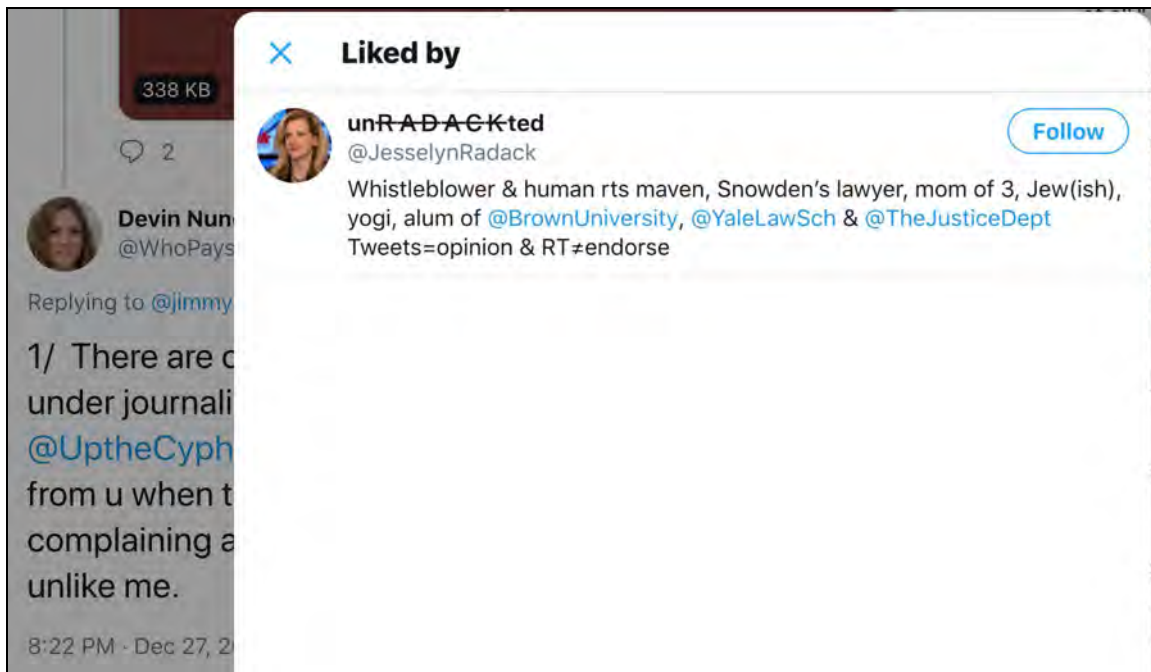 Liked by
338 KB
unRADACKted
Follow
@JesselynRadack
Whistleblower & human rts maven, Snowden's lawyer, mom of 3, Jew(ish),
yogi, alum of @BrownUniversity, @YaleLawSch & @TheJusticeDept
Tweets=opinion & RT≠endorse
2
Devin Nun
@WhoPays
Replying to @jimmy
1/ There are
under journali
@UptheCyph
from u when t
complaining a
unlike me.
8:22 PM · Dec 27, 2